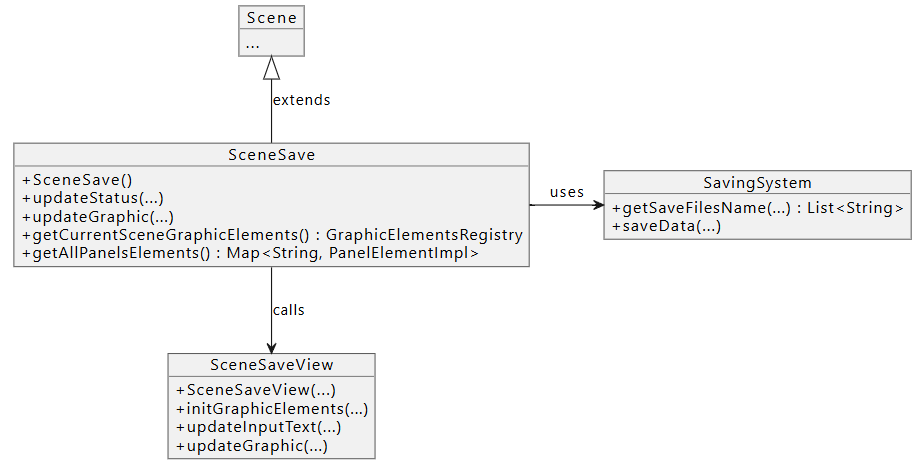 Scene
...
extends
SceneSave
+SceneSave()
+updateStatus(...)
+updateGraphic(...)
+getCurrentSceneGraphicElements() : GraphicElementsRegistry
+getAllPanelsElements() : Map<String, PanelElementImpl>
uses
SavingSystem
+getSaveFilesName(...) : List<String>
+saveData(...)
calls
SceneSaveView
+SceneSaveView(...)
+initGraphicElements(...)
+updateInputText(...)
+updateGraphic(...)